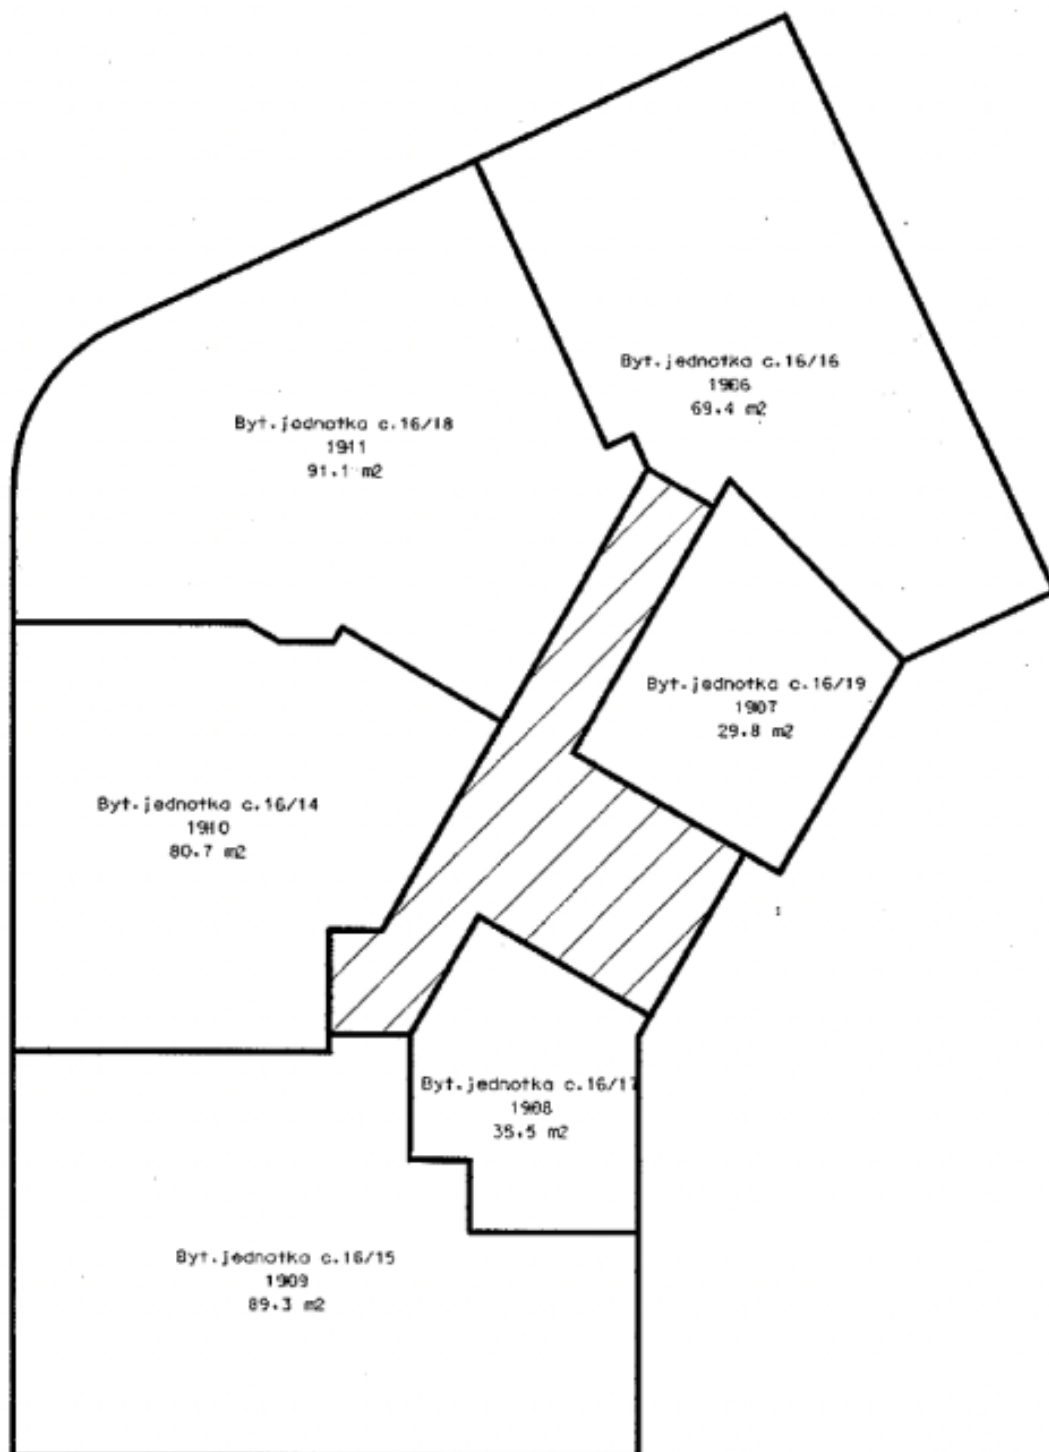 Byt.jednotka c.16/16
1906
69.4 m2
Byt.jednotka c.16/18
1911
91.1 m2
Byt.jednotka c.16/19
1907
29.8 m2
Byt.jednotka c.16/14
1910
80.7 m2
Byt.jednotka c.16/17
1908
m2
Byt.jednotka c.16/15
1909
89.3 m2